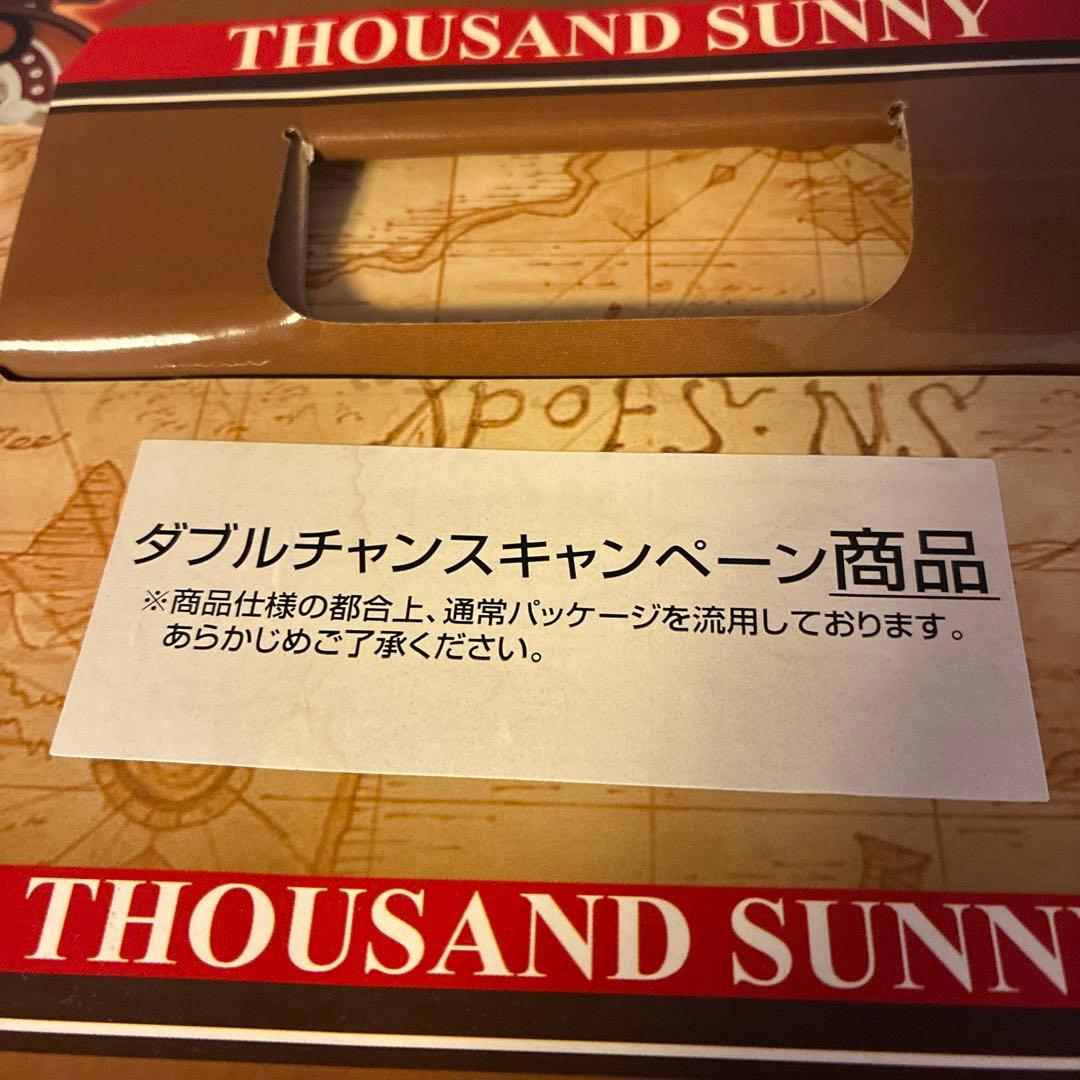 THOUSAND SUNNY
ダブルチャンスキャンペーン商品
※商品仕様の都合上、通常パッケージを流用しております。
あらかじめご了承ください。
THOUSAND SUNN